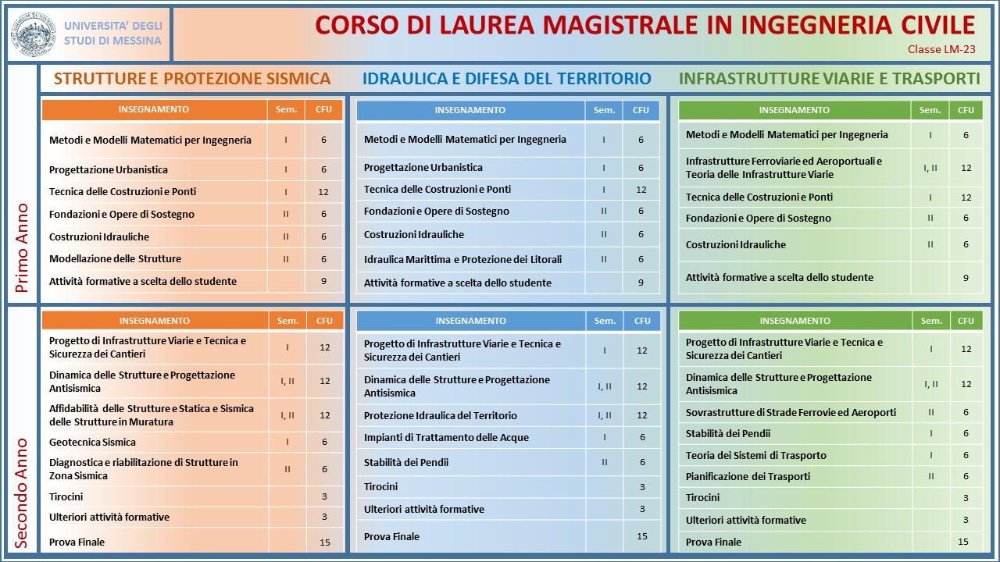 UNIVERSITA’ DEGLI
STUDI DI MESSINA
CORSO DI LAUREA MAGISTRALE IN INGEGNERIA CIVILE
Classe LM-23
STRUTTURE E PROTEZIONE SISMICA
IDRAULICA E DIFESA DEL TERRITORIO
INFRASTRUTTURE VIARIE E TRASPORTI
Primo Anno
INSEGNAMENTO Sem. CFU
Metodi e Modelli Matematici per Ingegneria I 6
Progettazione Urbanistica I 6
Tecnica delle Costruzioni e Ponti I 12
Fondazioni e Opere di Sostegno II 6
Costruzioni Idrauliche II 6
Modellazione delle Strutture II 6
Attività formative a scelta dello studente 9
INSEGNAMENTO Sem. CFU
Metodi e Modelli Matematici per Ingegneria I 6
Progettazione Urbanistica I 6
Tecnica delle Costruzioni e Ponti I 12
Fondazioni e Opere di Sostegno II 6
Costruzioni Idrauliche II 6
Idraulica Marittima e Protezione dei Litorali II 6
Attività formative a scelta dello studente 9
INSEGNAMENTO Sem. CFU
Metodi e Modelli Matematici per Ingegneria I 6
Infrastrutture Ferroviarie ed Aeroportuali e
Teoria delle Infrastrutture Viarie I, II 12
Tecnica delle Costruzioni e Ponti I 12
Fondazioni e Opere di Sostegno II 6
Costruzioni Idrauliche II 6
Attività formative a scelta dello studente 9
Secondo Anno
INSEGNAMENTO Sem. CFU
Progetto di Infrastrutture Viarie e Tecnica e
Sicurezza dei Cantieri I 12
Dinamica delle Strutture e Progettazione
Antisismica I, II 12
Affidabilità delle Strutture e Statica e Sismica
delle Strutture in Muratura I, II 12
Geotecnica Sismica I 6
Diagnostica e riabilitazione di Strutture in
Zona Sismica II 6
Tirocini 3
Ulteriori attività formative 3
Prova Finale 15
INSEGNAMENTO Sem. CFU
Progetto di Infrastrutture Viarie e Tecnica e
Sicurezza dei Cantieri I 12
Dinamica delle Strutture e Progettazione
Antisismica I, II 12
Protezione Idraulica del Territorio I, II 12
Impianti di Trattamento delle Acque I 6
Stabilità dei Pendii II 6
Tirocini 3
Ulteriori attività formative 3
Prova Finale 15
INSEGNAMENTO Sem. CFU
Progetto di Infrastrutture Viarie e Tecnica e
Sicurezza dei Cantieri I 12
Dinamica delle Strutture e Progettazione
Antisismica I, II 12
Sovrastrutture di Strade Ferrovie ed Aeroporti II 6
Stabilità dei Pendii I 6
Teoria dei Sistemi di Trasporto I 6
Pianificazione dei Trasporti II 6
Tirocini 3
Ulteriori attività formative 3
Prova Finale 15